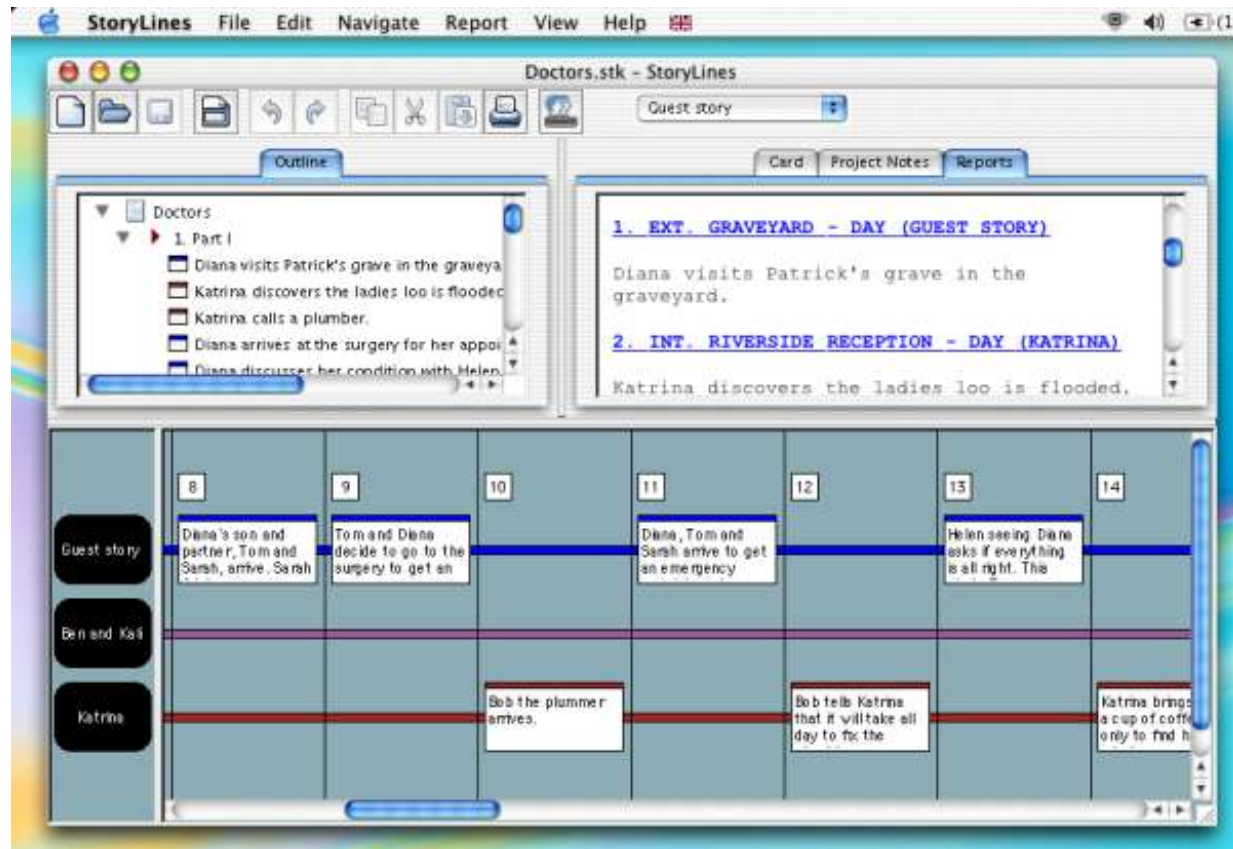 StoryLines File Edit Navigate Report View Help
Doctors.stk - StoryLines
Guest story
Outline
Card Project Notes Reports
Doctors
1. Part I
Diana visits Patrick's grave in the graveya
Katrina discovers the ladies loo is flooded
Katrina calls a plumber.
Diana arrives at the surgery for her appoi
Diana discusses her condition with Helen
1. EXT. GRAVEYARD - DAY (GUEST STORY)
Diana visits Patrick's grave in the
graveyard.
2. INT. RIVERSIDE RECEPTION - DAY (KATRINA)
Katrina discovers the ladies loo is flooded.
8 9 10 11 12 13 14
Guest story
Diana's son and
partner, Tom and
Sarah, arrive. Sarah
Tom and Diana
decide to go to the
surgery to get an
Diana, Tom and
Sarah arrive to get
an emergency
Helen seeing Diana
asks if everything
is all right. This
Ben and Kali
Katrina
Bob the plummer
arrives.
Bob tells Katrina
that it will take all
day to fix the
Katrina brings
a cup of coffe
only to find h